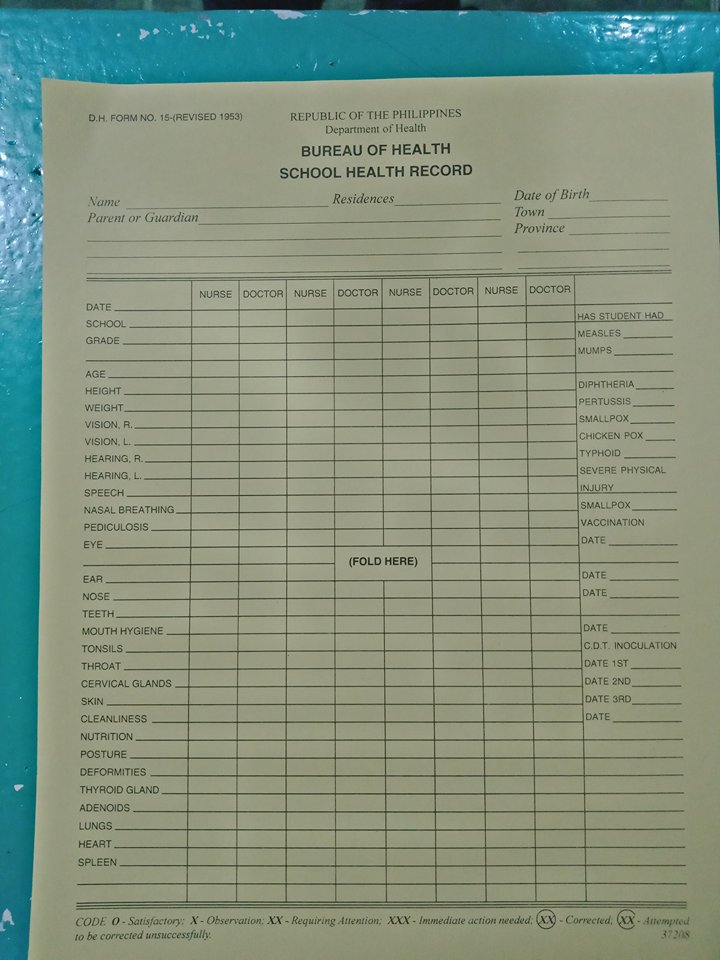 D.H. FORM NO. 15-(REVISED 1953)
REPUBLIC OF THE PHILIPPINES
Department of Health
BUREAU OF HEALTH
SCHOOL HEALTH RECORD
Name Residences Date of Birth
Parent or Guardian Town
Province
NURSE DOCTOR NURSE DOCTOR NURSE DOCTOR NURSE DOCTOR
DATE
SCHOOL HAS STUDENT HAD
GRADE MEASLES
MUMPS
AGE
HEIGHT DIPHTHERIA
WEIGHT PERTUSSIS
VISION, R. SMALLPOX
VISION, L. CHICKEN POX
HEARING, R. TYPHOID
HEARING, L. SEVERE PHYSICAL
SPEECH INJURY
NASAL BREATHING SMALLPOX
PEDICULOSIS VACCINATION
EYE DATE
(FOLD HERE)
EAR DATE
NOSE DATE
TEETH
MOUTH HYGIENE DATE
TONSILS C.D.T. INOCULATION
THROAT DATE 1ST
CERVICAL GLANDS DATE 2ND
SKIN DATE 3RD
CLEANLINESS DATE
NUTRITION
POSTURE
DEFORMITIES
THYROID GLAND
ADENOIDS
LUNGS
HEART
SPLEEN
CODE O - Satisfactory; X - Observation; XX - Requiring Attention; XXX - Immediate action needed; XX - Corrected; XX - Attempted
to be corrected unsuccessfully. 37208